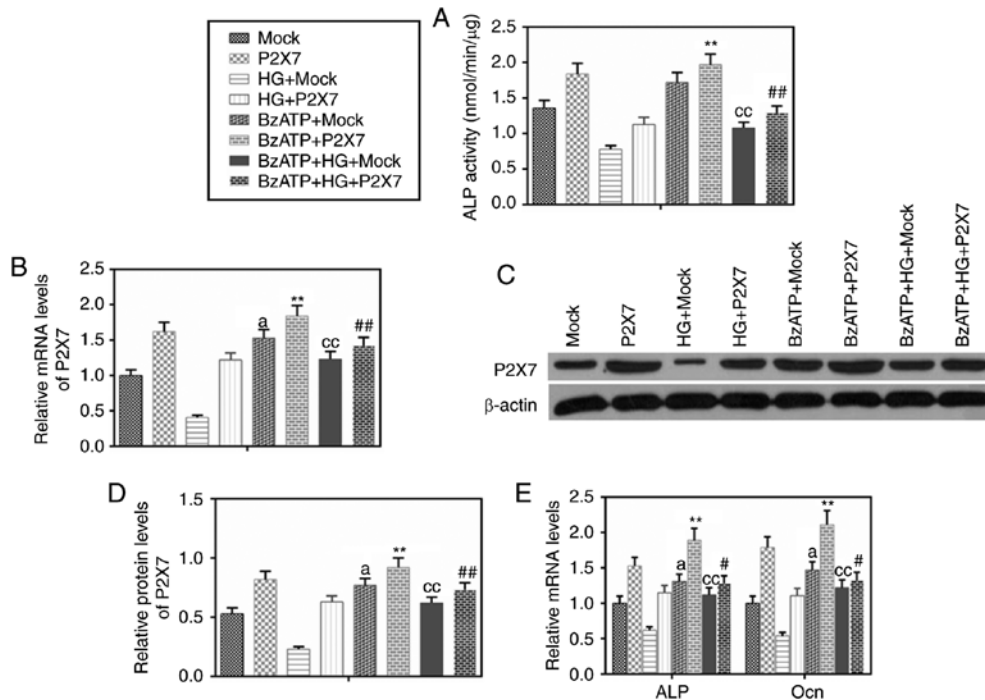 Mock
P2X7
HG+Mock
HG+P2X7
BzATP+Mock
BzATP+P2X7
BzATP+HG+Mock
BzATP+HG+P2X7
A
ALP activity (nmol/min/µg)
2.5
2.0
1.5
1.0
0.5
0.0
**
cc
##
B
Relative mRNA levels
of P2X7
2.5
2.0
1.5
1.0
0.5
0.0
a
**
cc
##
C
Mock
P2X7
HG+Mock
HG+P2X7
BzATP+Mock
BzATP+P2X7
BzATP+HG+Mock
BzATP+HG+P2X7
P2X7
β-actin
D
Relative protein levels
of P2X7
1.5
1.0
0.5
0.0
a
**
cc
##
E
Relative mRNA levels
2.5
2.0
1.5
1.0
0.5
0.0
a
**
cc
#
a
**
cc
#
ALP
Ocn